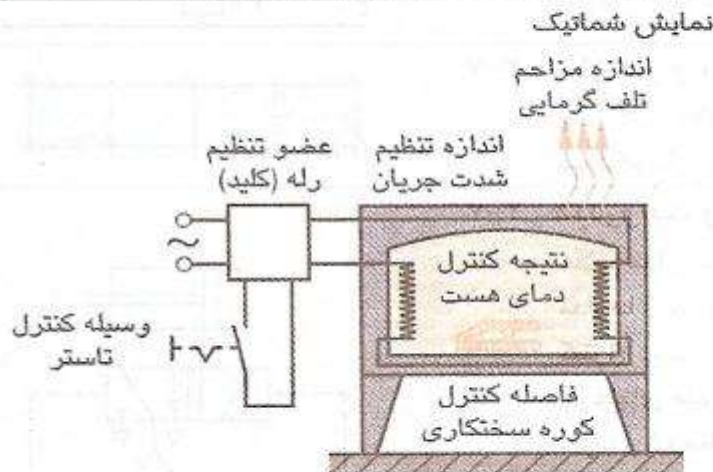 نمایش شماتیک
اندازه مزاحم
تلف گرمایی
اندازه تنظیم
شدت جریان
عضو تنظیم
رله (کلید)
~
نتیجه کنترل
دمای هست
وسیله کنترل
تاستر
فاصله کنترل
کوره سختکاری